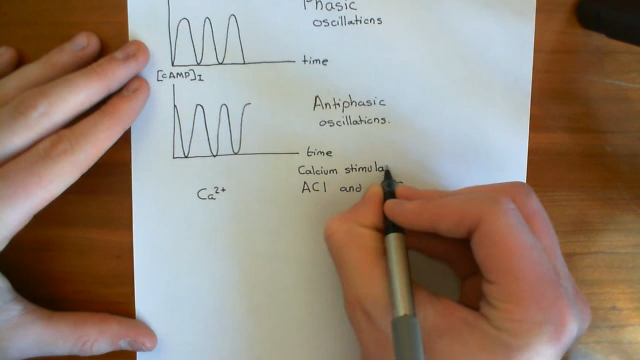 Phasic
oscillations
time
[cAMP]I
Antiphasic
oscillations.
time
Calcium stimula
AC1 and
Ca2+